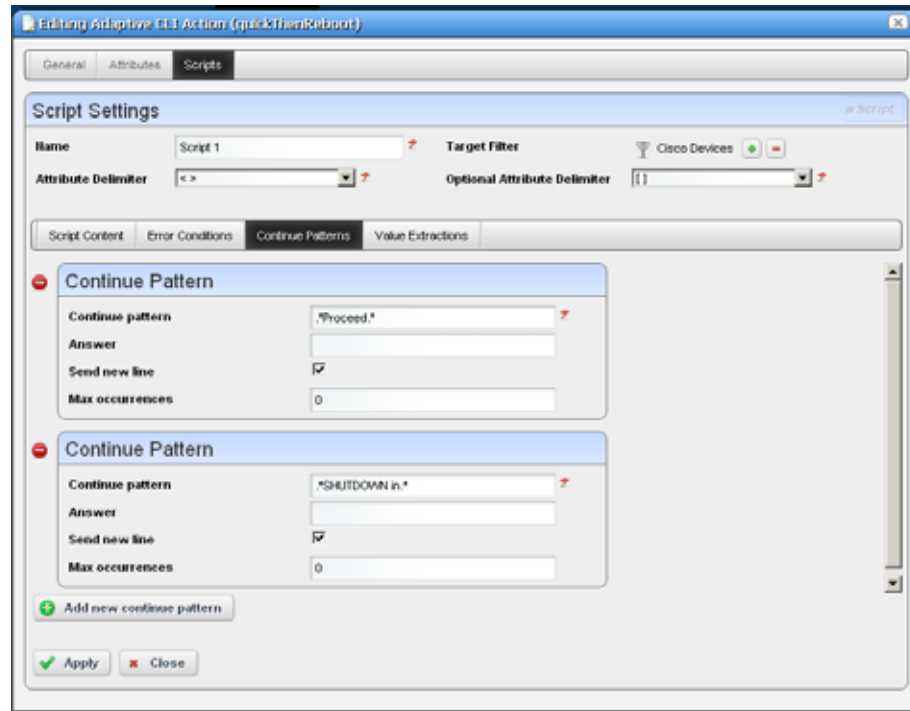 Editing Adaptive CLI Action (quickThenReboot)
General Attributes Scripts
Script Settings
w Script
Name Script 1 Target Filter Cisco Devices
Attribute Delimiter < > Optional Attribute Delimiter [ ]
Script Content Error Conditions Continue Patterns Value Extractions
Continue Pattern
Continue pattern .*Proceed.*
Answer
Send new line
Max occurrences 0
Continue Pattern
Continue pattern .*SHUTDOWN in.*
Answer
Send new line
Max occurrences 0
Add new continue pattern
Apply Close